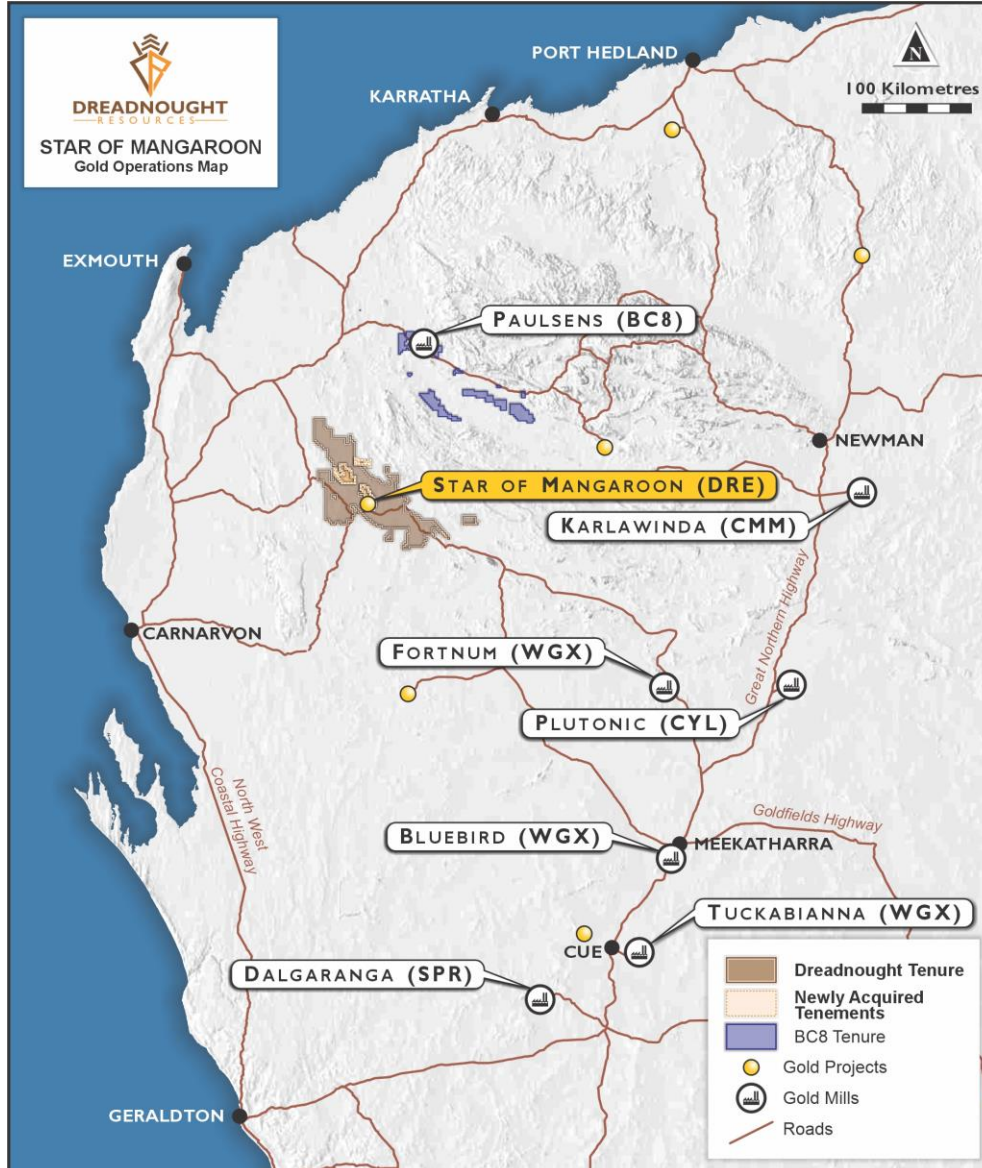 DREADNOUGHT
RESOURCES
STAR OF MANGAROON
Gold Operations Map
PORT HEDLAND
N
100 Kilometres
KARRATHA
EXMOUTH
PAULSENS (BC8)
NEWMAN
STAR OF MANGAROON (DRE)
KARLAWINDA (CMM)
Great Northern Highway
CARNARVON
FORTNUM (WGX)
PLUTONIC (CYL)
North West
Coastal Highway
Goldfields Highway
BLUEBIRD (WGX)
MEEKATHARRA
TUCKABIANNA (WGX)
CUE
DALGARANGA (SPR)
GERALDTON
Dreadnought Tenure
Newly Acquired
Tenements
BC8 Tenure
Gold Projects
Gold Mills
Roads